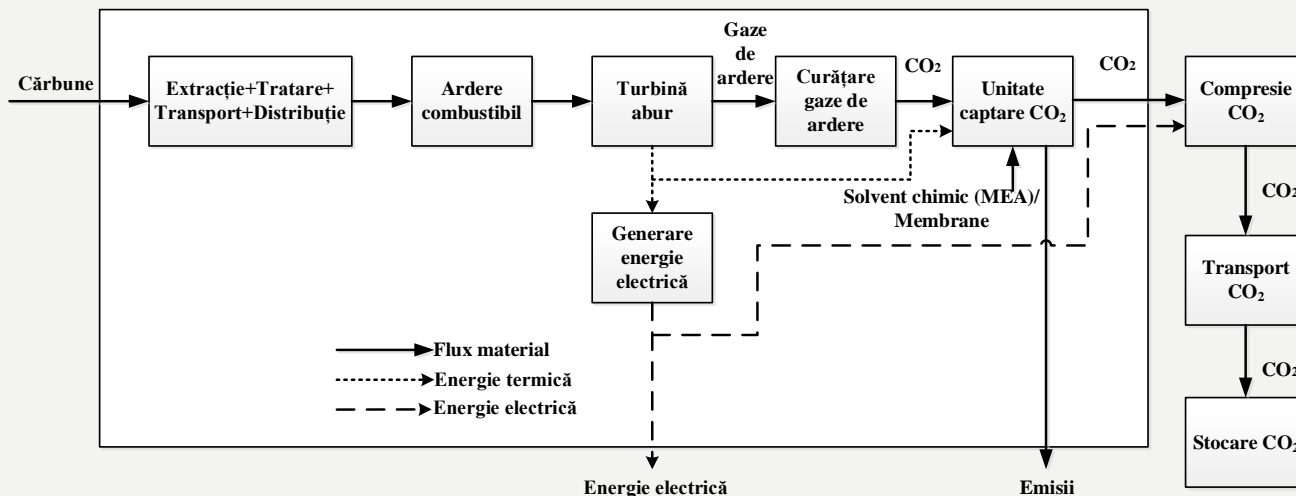 Cărbune
Extracție+Tratare+
Transport+Distribuție
Ardere
combustibil
Turbină
abur
Gaze
de
ardere
Curățare
gaze de
ardere
CO₂
Unitate
captare CO₂
CO₂
Compresie
CO₂
Solvent chimic (MEA)/
Membrane
CO₂
Generare
energie
electrică
Transport
CO₂
Flux material
Energie termică
Energie electrică
CO₂
Stocare CO₂
Energie electrică
Emisii